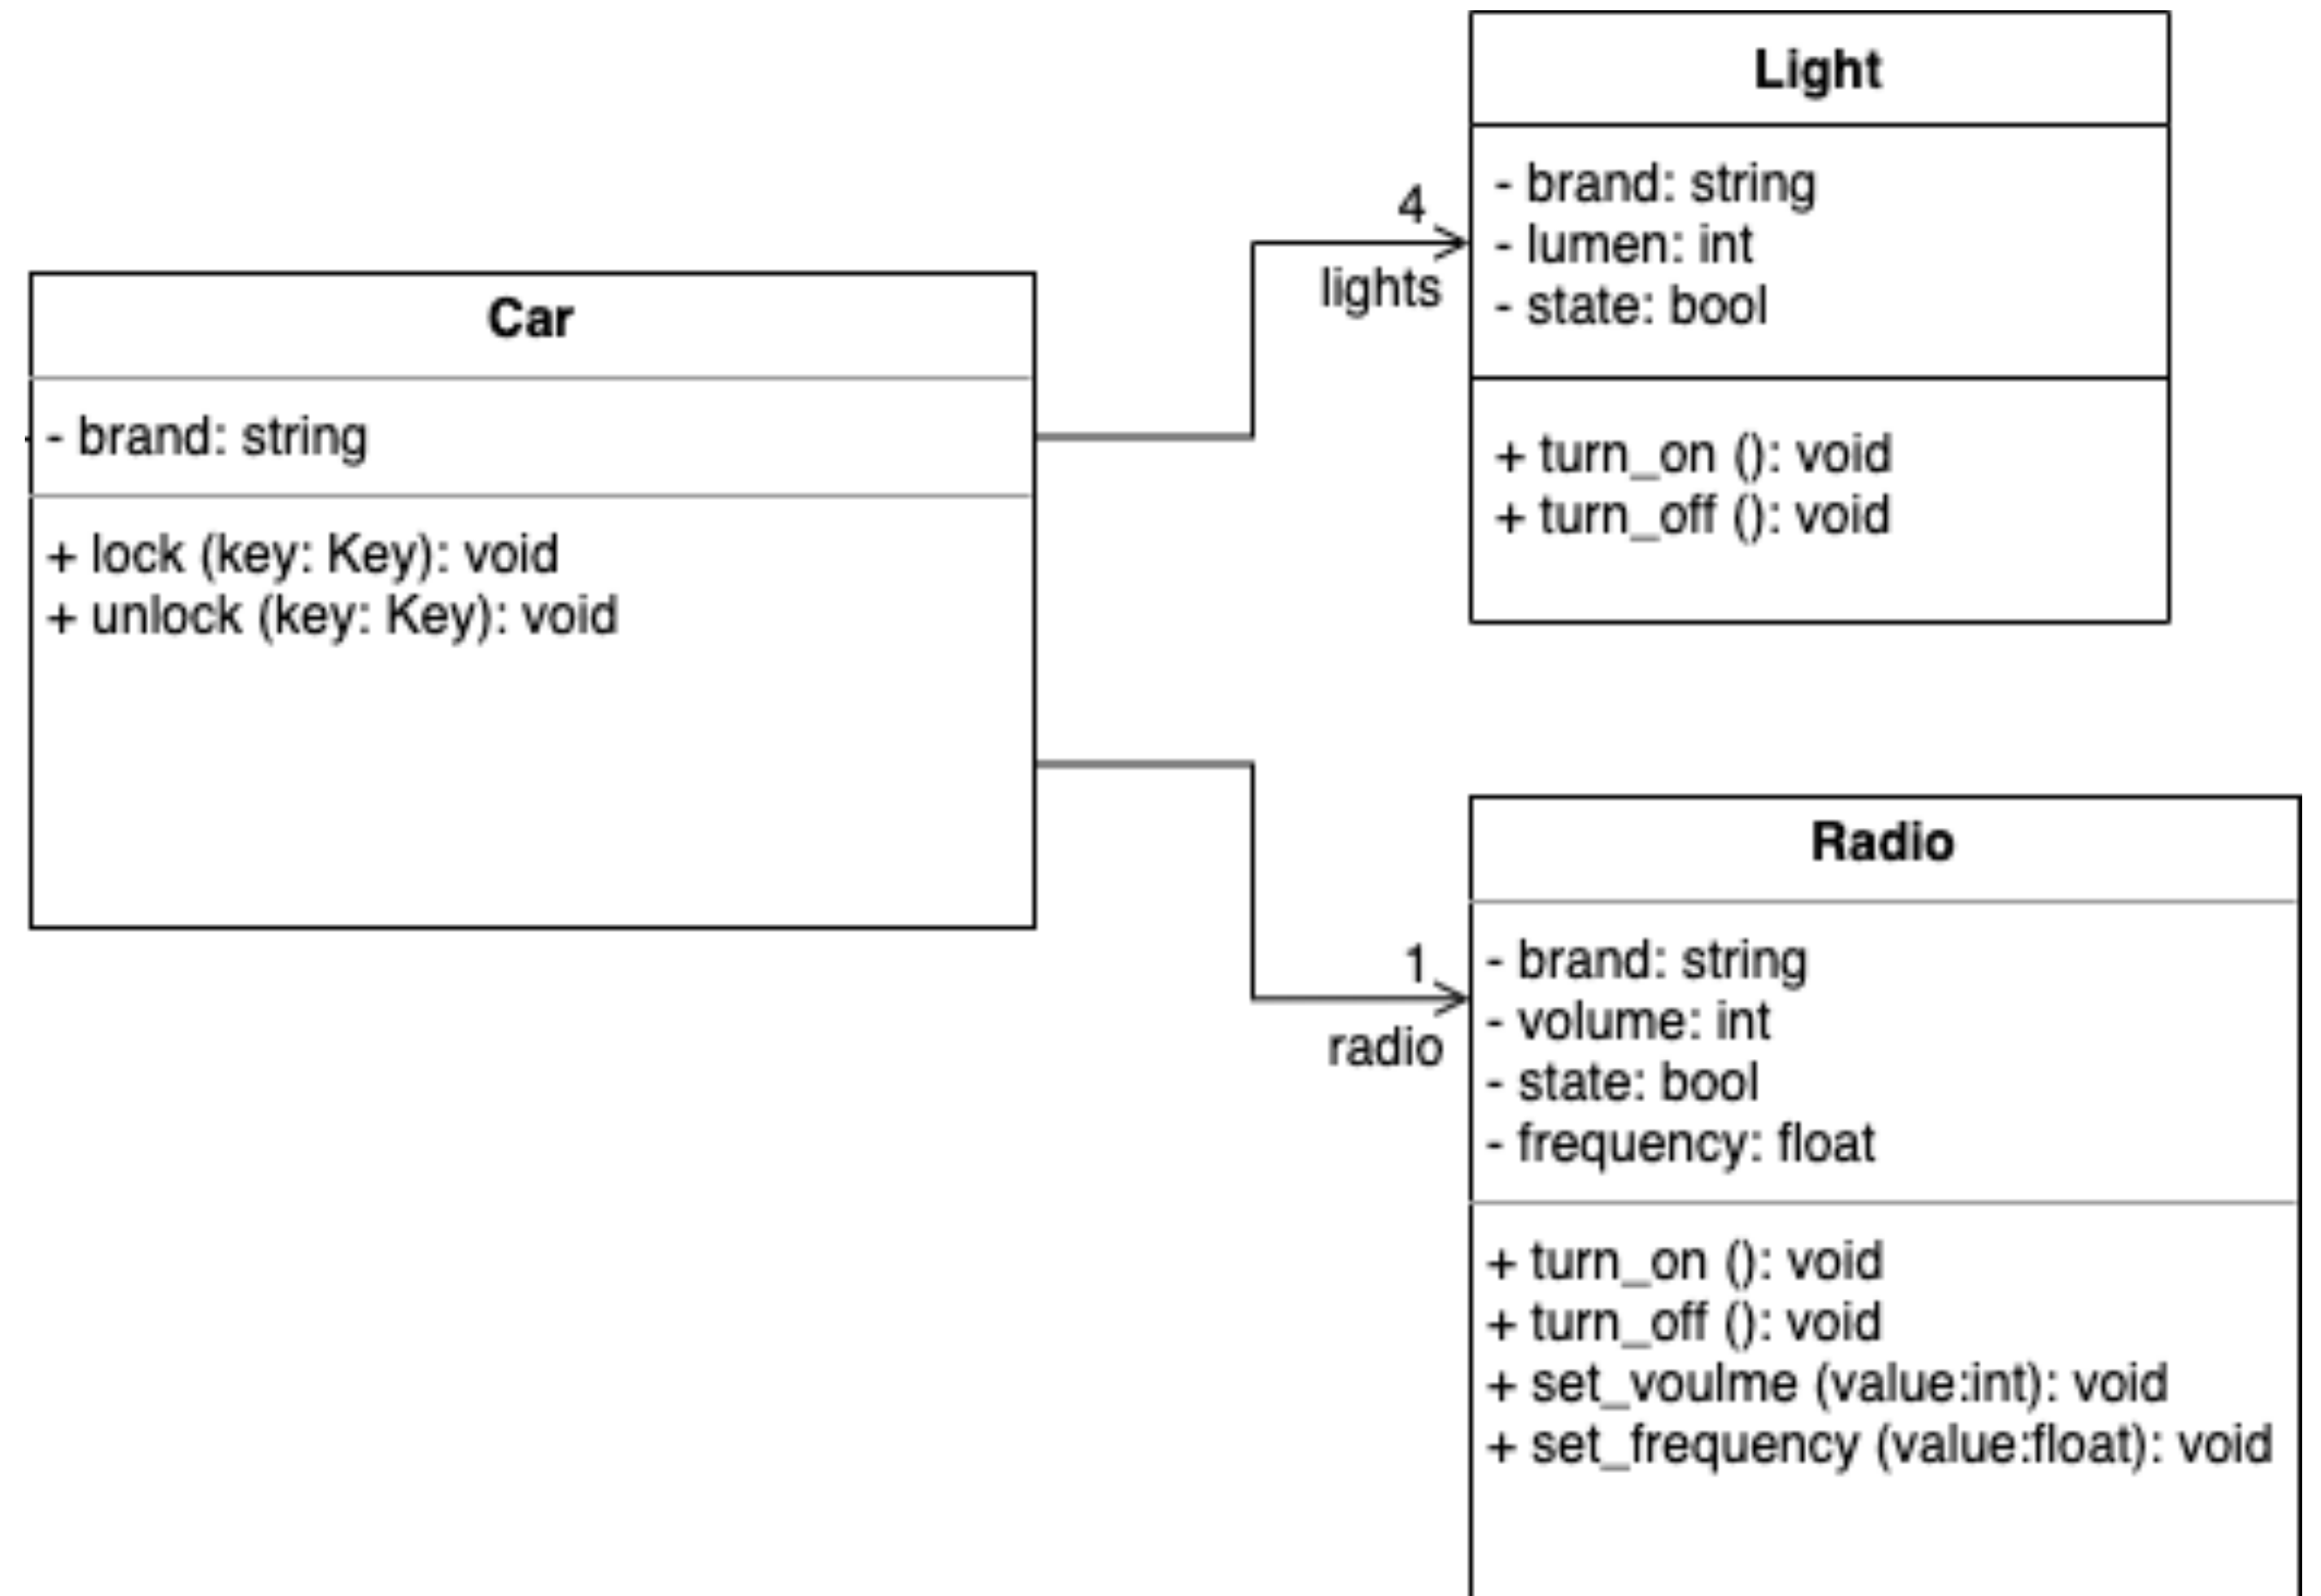 Car
- brand: string
+ lock (key: Key): void
+ unlock (key: Key): void
4
lights
Light
- brand: string
- lumen: int
- state: bool
+ turn_on (): void
+ turn_off (): void
1
radio
Radio
- brand: string
- volume: int
- state: bool
- frequency: float
+ turn_on (): void
+ turn_off (): void
+ set_voulme (value:int): void
+ set_frequency (value:float): void